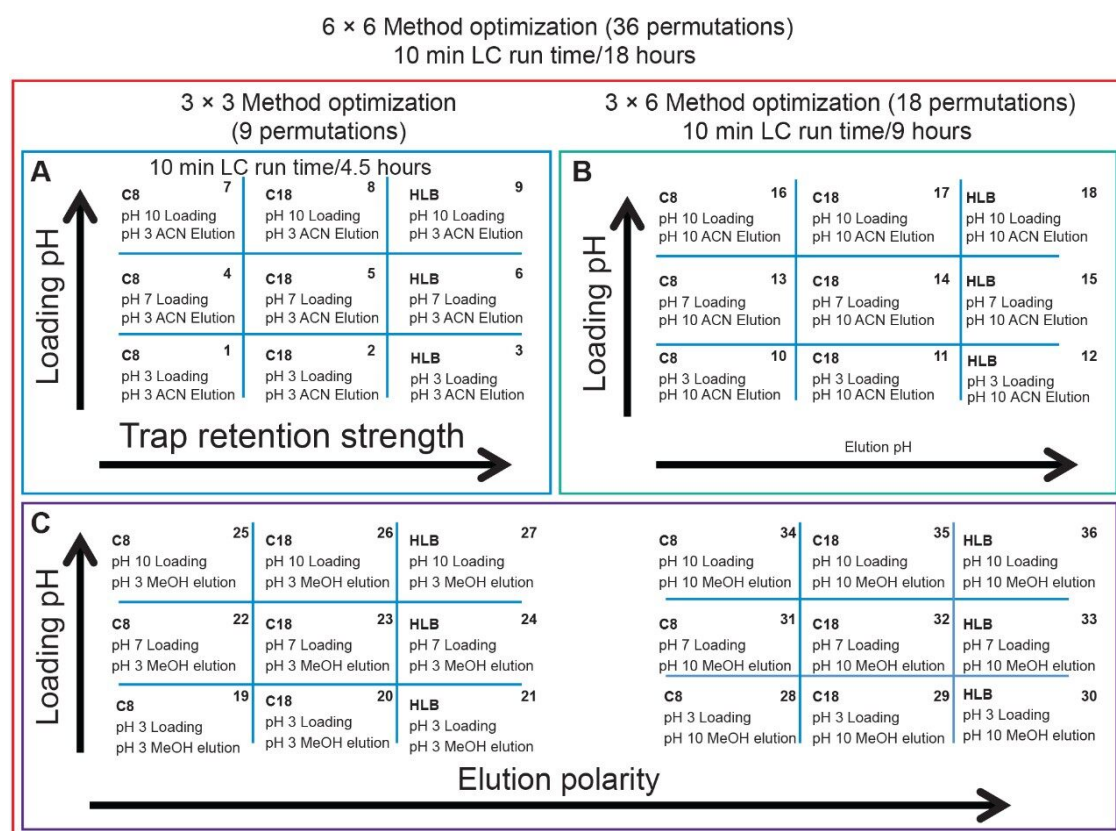 6 × 6 Method optimization (36 permutations)
10 min LC run time/18 hours
3 × 3 Method optimization
(9 permutations)
10 min LC run time/4.5 hours
A
Loading pH
C8
7
pH 10 Loading
pH 3 ACN Elution
C18
8
pH 10 Loading
pH 3 ACN Elution
HLB
9
pH 10 Loading
pH 3 ACN Elution
C8
4
pH 7 Loading
pH 3 ACN Elution
C18
5
pH 7 Loading
pH 3 ACN Elution
HLB
6
pH 7 Loading
pH 3 ACN Elution
C8
1
pH 3 Loading
pH 3 ACN Elution
C18
2
pH 3 Loading
pH 3 ACN Elution
HLB
3
pH 3 Loading
pH 3 ACN Elution
Trap retention strength
3 × 6 Method optimization (18 permutations)
10 min LC run time/9 hours
B
Loading pH
C8
16
pH 10 Loading
pH 10 ACN Elution
C18
17
pH 10 Loading
pH 10 ACN Elution
HLB
18
pH 10 Loading
pH 10 ACN Elution
C8
13
pH 7 Loading
pH 10 ACN Elution
C18
14
pH 7 Loading
pH 10 ACN Elution
HLB
15
pH 7 Loading
pH 10 ACN Elution
C8
10
pH 3 Loading
pH 10 ACN Elution
C18
11
pH 3 Loading
pH 10 ACN Elution
HLB
12
pH 3 Loading
pH 10 ACN Elution
Elution pH
C
Loading pH
C8
25
pH 10 Loading
pH 3 MeOH elution
C18
26
pH 10 Loading
pH 3 MeOH elution
HLB
27
pH 10 Loading
pH 3 MeOH elution
C8
22
pH 7 Loading
pH 3 MeOH elution
C18
23
pH 7 Loading
pH 3 MeOH elution
HLB
24
pH 7 Loading
pH 3 MeOH elution
C8
19
pH 3 Loading
pH 3 MeOH elution
C18
20
pH 3 Loading
pH 3 MeOH elution
HLB
21
pH 3 Loading
pH 3 MeOH elution
C8
34
pH 10 Loading
pH 10 MeOH elution
C18
35
pH 10 Loading
pH 10 MeOH elution
HLB
36
pH 10 Loading
pH 10 MeOH elution
C8
31
pH 7 Loading
pH 10 MeOH elution
C18
32
pH 7 Loading
pH 10 MeOH elution
HLB
33
pH 7 Loading
pH 10 MeOH elution
C8
28
pH 3 Loading
pH 10 MeOH elution
C18
29
pH 3 Loading
pH 10 MeOH elution
HLB
30
pH 3 Loading
pH 10 MeOH elution
Elution polarity